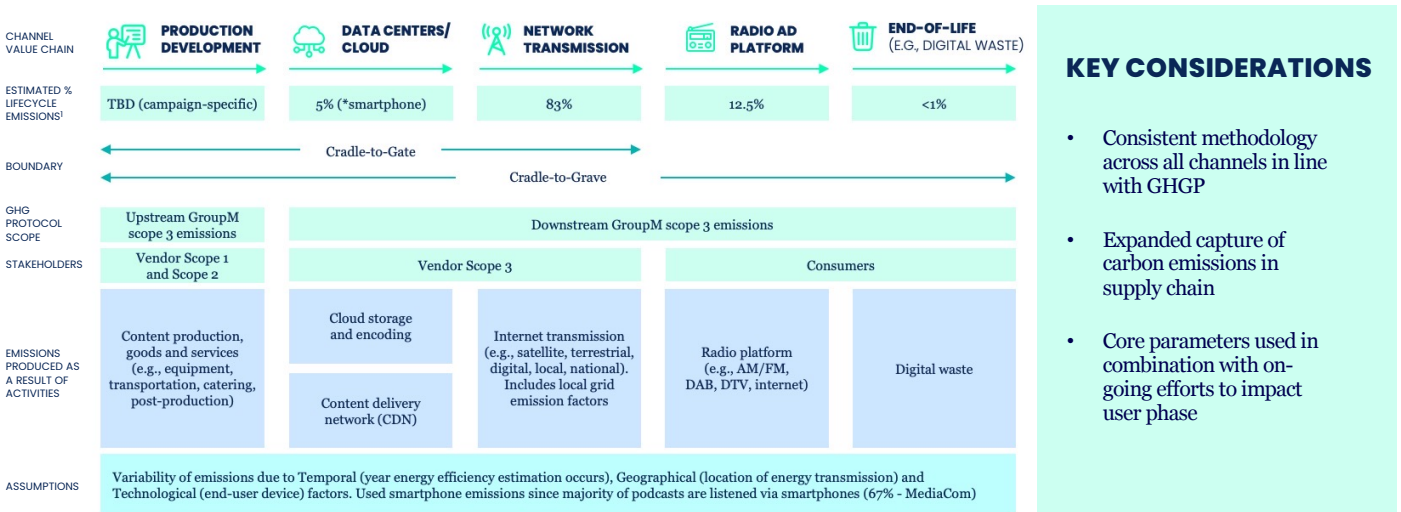 CHANNEL
VALUE CHAIN
PRODUCTION
DEVELOPMENT
DATA CENTERS/
CLOUD
NETWORK
TRANSMISSION
RADIO AD
PLATFORM
END-OF-LIFE
(E.G., DIGITAL WASTE)
ESTIMATED %
LIFECYCLE
EMISSIONS¹
TBD (campaign-specific)
5% (*smartphone)
83%
12.5%
<1%
BOUNDARY
Cradle-to-Gate
Cradle-to-Grave
GHG
PROTOCOL
SCOPE
Upstream GroupM
scope 3 emissions
Downstream GroupM scope 3 emissions
STAKEHOLDERS
Vendor Scope 1
and Scope 2
Vendor Scope 3
Consumers
EMISSIONS
PRODUCED AS
A RESULT OF
ACTIVITIES
Content production,
goods and services
(e.g., equipment,
transportation, catering,
post-production)
Cloud storage
and encoding
Content delivery
network (CDN)
Internet transmission
(e.g., satellite, terrestrial,
digital, local, national).
Includes local grid
emission factors
Radio platform
(e.g., AM/FM,
DAB, DTV, internet)
Digital waste
ASSUMPTIONS
Variability of emissions due to Temporal (year energy efficiency estimation occurs), Geographical (location of energy transmission) and
Technological (end-user device) factors. Used smartphone emissions since majority of podcasts are listened via smartphones (67% - MediaCom)
KEY CONSIDERATIONS
• Consistent methodology
across all channels in line
with GHGP
• Expanded capture of
carbon emissions in
supply chain
• Core parameters used in
combination with on-
going efforts to impact
user phase